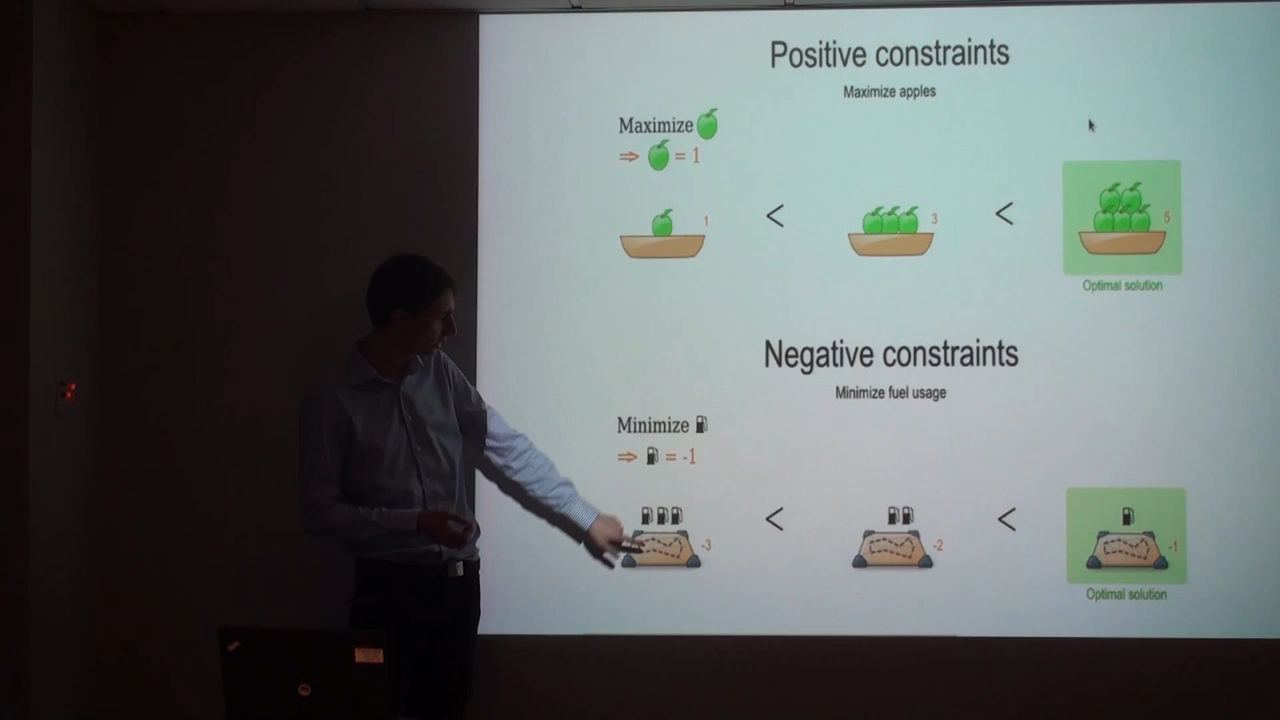 Positive constraints
Maximize apples
Maximize
⇒ = 1
1 < 3 < 5
Optimal solution
Negative constraints
Minimize fuel usage
Minimize
⇒ = -1
-3 < -2 < -1
Optimal solution